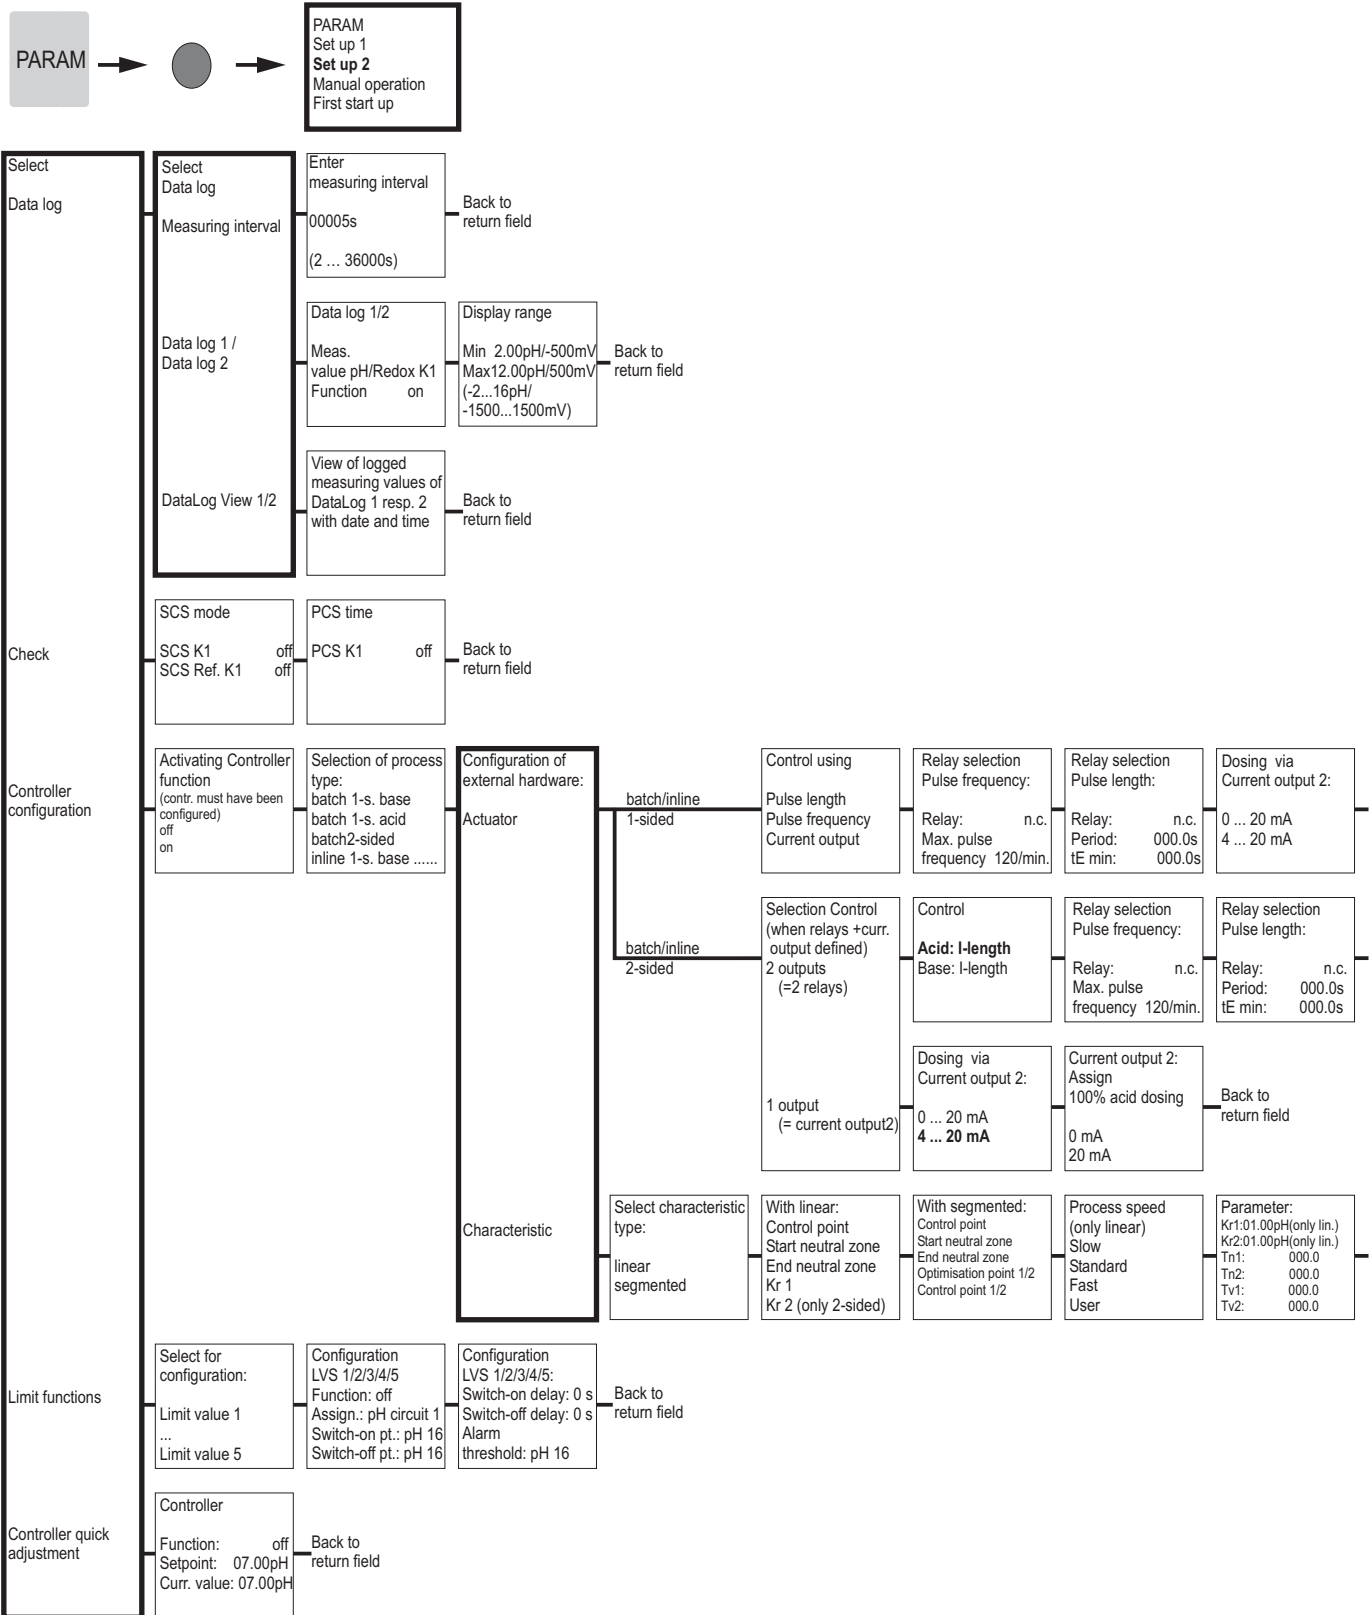 PARAM
PARAM
Set up 1
Set up 2
Manual operation
First start up
Select
Data log
Select
Data log
Measuring interval
Enter
measuring interval
00005s
(2 ... 36000s)
Back to
return field
Data log 1 /
Data log 2
Data log 1/2
Meas.
value pH/Redox K1
Function on
Display range
Min 2.00pH/-500mV
Max12.00pH/500mV
(-2...16pH/
-1500...1500mV)
Back to
return field
DataLog View 1/2
View of logged
measuring values of
DataLog 1 resp. 2
with date and time
Back to
return field
Check
SCS mode
SCS K1 off
SCS Ref. K1 off
PCS time
PCS K1 off
Back to
return field
Controller
configuration
Activating Controller
function
(contr. must have been
configured)
off
on
Selection of process
type:
batch 1-s. base
batch 1-s. acid
batch2-sided
inline 1-s. base ......
Configuration of
external hardware:
Actuator
batch/inline
1-sided
Control using
Pulse length
Pulse frequency
Current output
Relay selection
Pulse frequency:
Relay: n.c.
Max. pulse
frequency 120/min.
Relay selection
Pulse length:
Relay: n.c.
Period: 000.0s
tE min: 000.0s
Dosing via
Current output 2:
0 ... 20 mA
4 ... 20 mA
batch/inline
2-sided
Selection Control
(when relays +curr.
output defined)
2 outputs
(=2 relays)
Control
Acid: I-length
Base: I-length
Relay selection
Pulse frequency:
Relay: n.c.
Max. pulse
frequency 120/min.
Relay selection
Pulse length:
Relay: n.c.
Period: 000.0s
tE min: 000.0s
1 output
(= current output2)
Dosing via
Current output 2:
0 ... 20 mA
4 ... 20 mA
Current output 2:
Assign
100% acid dosing
0 mA
20 mA
Back to
return field
Characteristic
Select characteristic
type:
linear
segmented
With linear:
Control point
Start neutral zone
End neutral zone
Kr 1
Kr 2 (only 2-sided)
With segmented:
Control point
Start neutral zone
End neutral zone
Optimisation point 1/2
Control point 1/2
Process speed
(only linear)
Slow
Standard
Fast
User
Parameter:
Kr1:01.00pH(only lin.)
Kr2:01.00pH(only lin.)
Tn1: 000.0
Tn2: 000.0
Tv1: 000.0
Tv2: 000.0
Limit functions
Select for
configuration:
Limit value 1
...
Limit value 5
Configuration
LVS 1/2/3/4/5
Function: off
Assign.: pH circuit 1
Switch-on pt.: pH 16
Switch-off pt.: pH 16
Configuration
LVS 1/2/3/4/5:
Switch-on delay: 0 s
Switch-off delay: 0 s
Alarm
threshold: pH 16
Back to
return field
Controller quick
adjustment
Controller
Function: off
Setpoint: 07.00pH
Curr. value: 07.00pH
Back to
return field